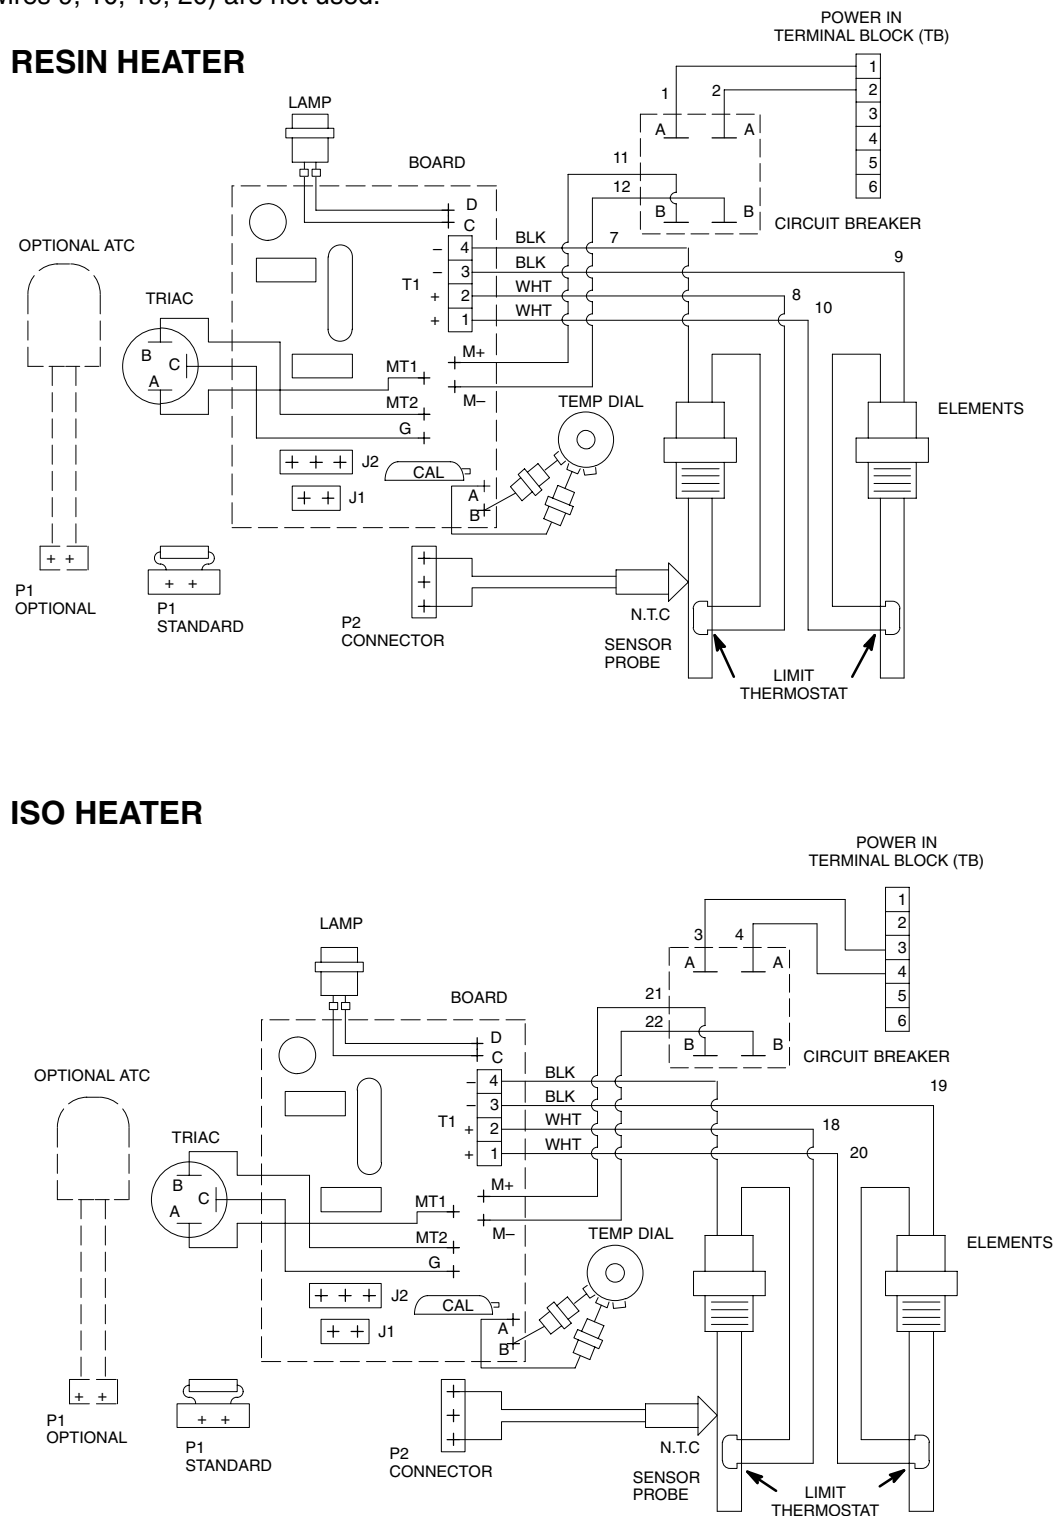 wires 9, 10, 19, 20) are not used.
RESIN HEATER
POWER IN
TERMINAL BLOCK (TB)
1
2
3
4
5
6
LAMP
1
2
A
A
BOARD
11
12
B
B
CIRCUIT BREAKER
D
C
OPTIONAL ATC
4
3
2
1
–
–
+
+
T1
BLK
BLK
WHT
WHT
7
9
8
10
TRIAC
B
C
A
M+
MT1
MT2
M–
G
TEMP DIAL
ELEMENTS
+ + +
J2
CAL
+ +
J1
A
B
+ +
P1
OPTIONAL
+ +
P1
STANDARD
P2
CONNECTOR
N.T.C
SENSOR
PROBE
LIMIT
THERMOSTAT
ISO HEATER
POWER IN
TERMINAL BLOCK (TB)
1
2
3
4
5
6
LAMP
3
4
A
A
BOARD
21
22
B
B
CIRCUIT BREAKER
D
C
OPTIONAL ATC
4
3
2
1
–
–
+
+
T1
BLK
BLK
WHT
WHT
19
18
20
TRIAC
B
C
A
M+
MT1
MT2
M–
G
TEMP DIAL
ELEMENTS
+ + +
J2
CAL
+ +
J1
A
B
+ +
P1
OPTIONAL
+ +
P1
STANDARD
P2
CONNECTOR
N.T.C
SENSOR
PROBE
LIMIT
THERMOSTAT